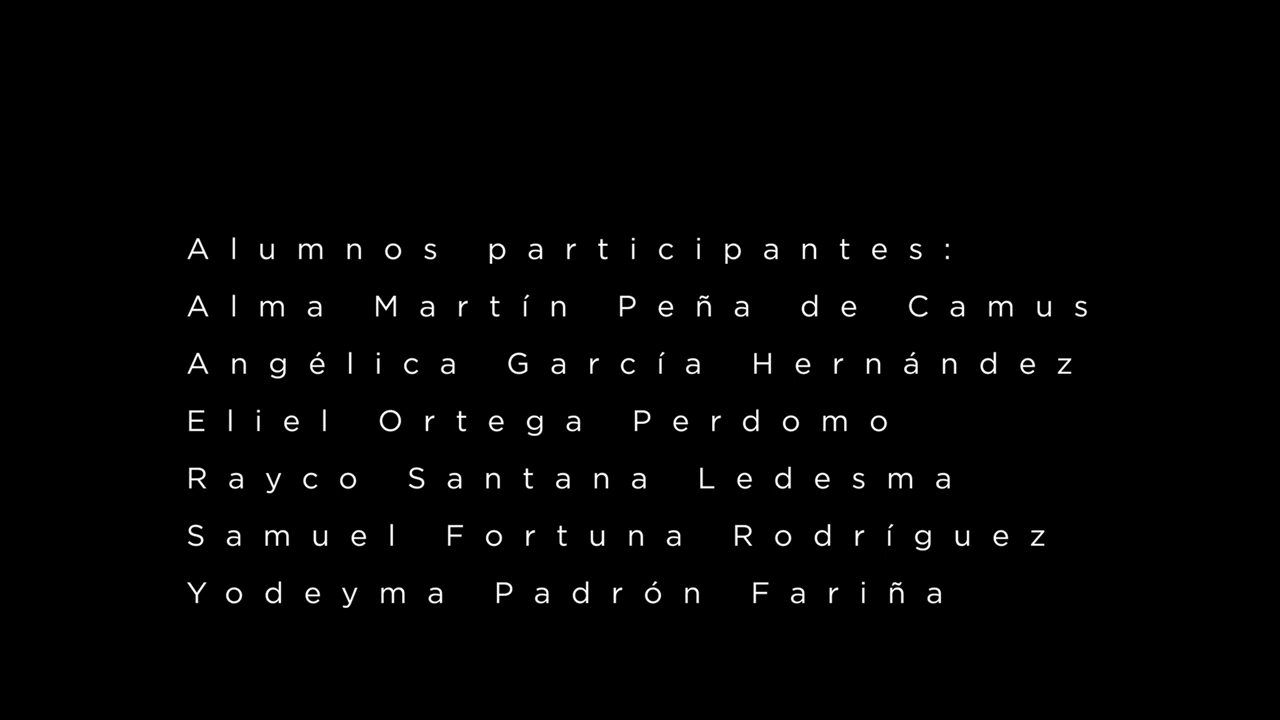 Alumnos participantes:
Alma Martín Peña de Camus
Angélica García Hernández
Eliel Ortega Perdomo
Rayco Santana Ledesma
Samuel Fortuna Rodríguez
Yodeyma Padrón Fariña